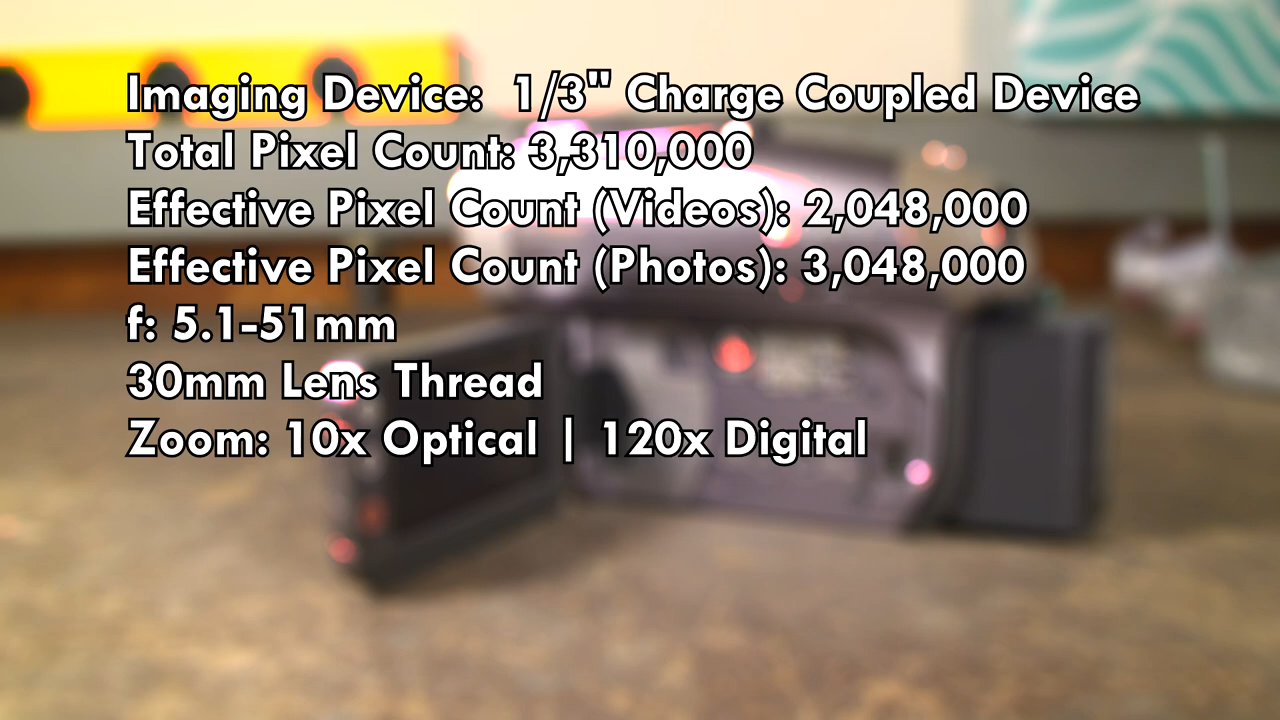 Imaging Device:  1/3" Charge Coupled Device
Total Pixel Count: 3,310,000
Effective Pixel Count (Videos): 2,048,000
Effective Pixel Count (Photos): 3,048,000
f: 5.1-51mm
30mm Lens Thread
Zoom: 10x Optical | 120x Digital